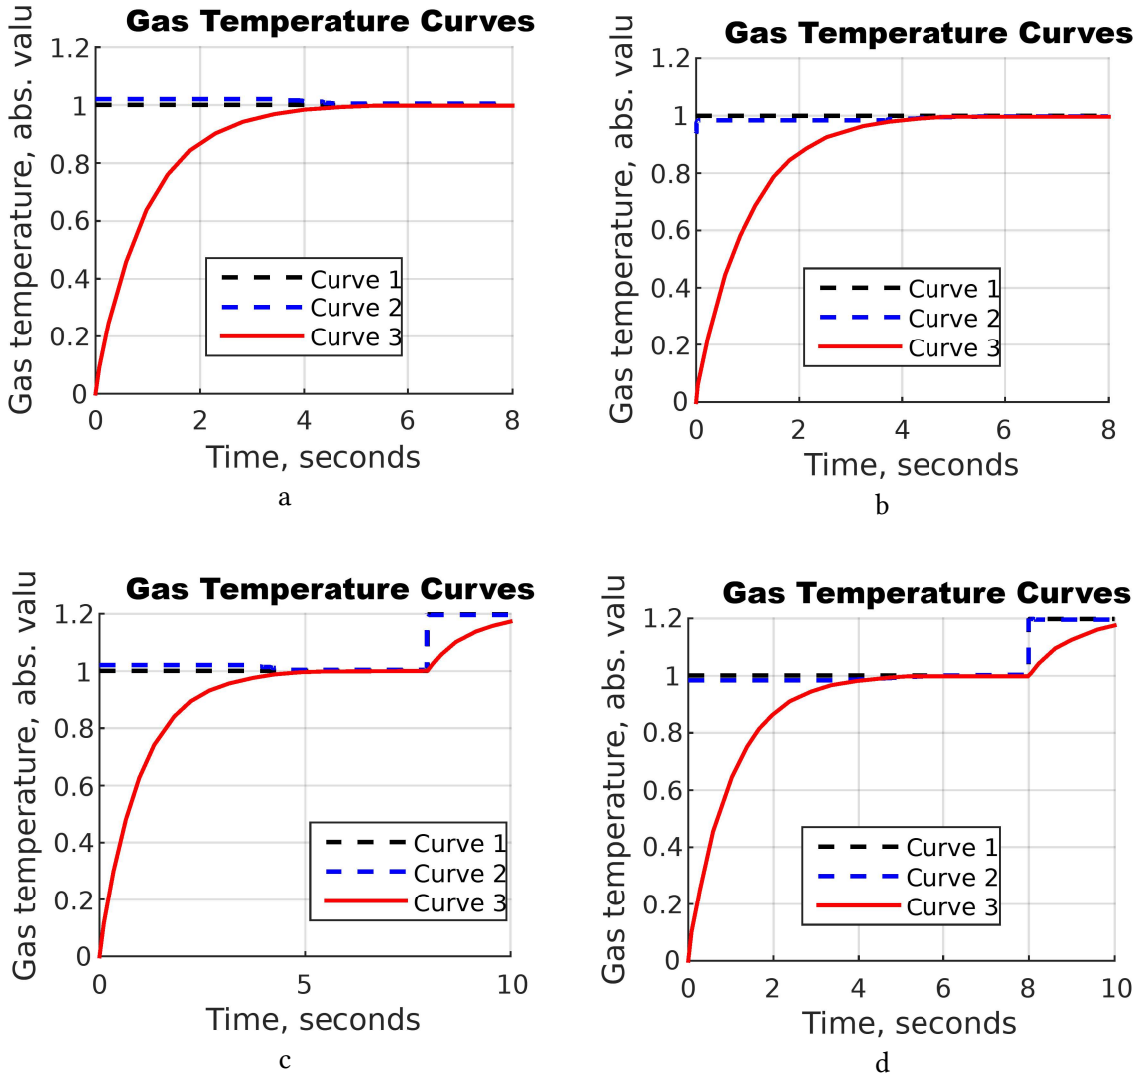 Gas Temperature Curves
Gas temperature, abs. valu
1.2
1
0.8
0.6
0.4
0.2
0
Curve 1
Curve 2
Curve 3
0 2 4 6 8
Time, seconds
a
Gas Temperature Curves
Gas temperature, abs. valu
1.2
1
0.8
0.6
0.4
0.2
0
Curve 1
Curve 2
Curve 3
0 2 4 6 8
Time, seconds
b
Gas Temperature Curves
Gas temperature, abs. valu
1.2
1
0.8
0.6
0.4
0.2
0
Curve 1
Curve 2
Curve 3
0 5 10
Time, seconds
c
Gas Temperature Curves
Gas temperature, abs. valu
1.2
1
0.8
0.6
0.4
0.2
0
Curve 1
Curve 2
Curve 3
0 2 4 6 8 10
Time, seconds
d